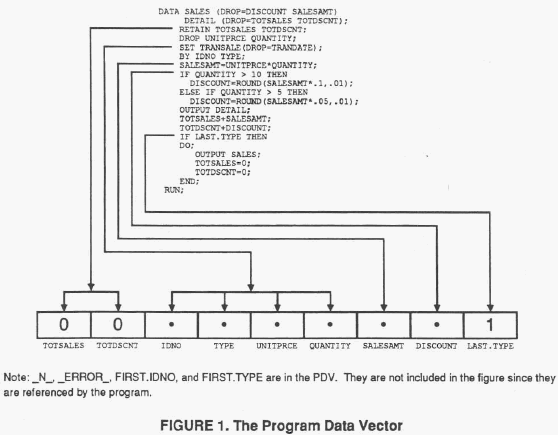 DATA SALES (DROP=DISCOUNT SALESAMT)
DETAIL (DROP=TOTSALES TOTDSCNT);
RETAIN TOTSALES TOTDSCNT;
DROP UNITPRCE QUANTITY;
SET TRANSALE(DROP=TRANDATE);
BY IDNO TYPE;
SALESAMT=UNITPRCE*QUANTITY;
IF QUANTITY > 10 THEN
DISCOUNT=ROUND(SALESAMT*.1,.01);
ELSE IF QUANTITY > 5 THEN
DISCOUNT=ROUND(SALESAMT*.05,.01);
OUTPUT DETAIL;
TOTSALES+SALESAMT;
TOTDSCNT+DISCOUNT;
IF LAST.TYPE THEN
DO;
OUTPUT SALES;
TOTSALES=0;
TOTDSCNT=0;
END;
RUN;
0 0 • • • • • • 1
TOTSALES TOTDSCNT IDNO TYPE UNITPRCE QUANTITY SALESAMT DISCOUNT LAST.TYPE
Note: _N_, _ERROR_, FIRST.IDNO, and FIRST.TYPE are in the PDV. They are not included in the figure since they
are referenced by the program.
FIGURE 1. The Program Data Vector